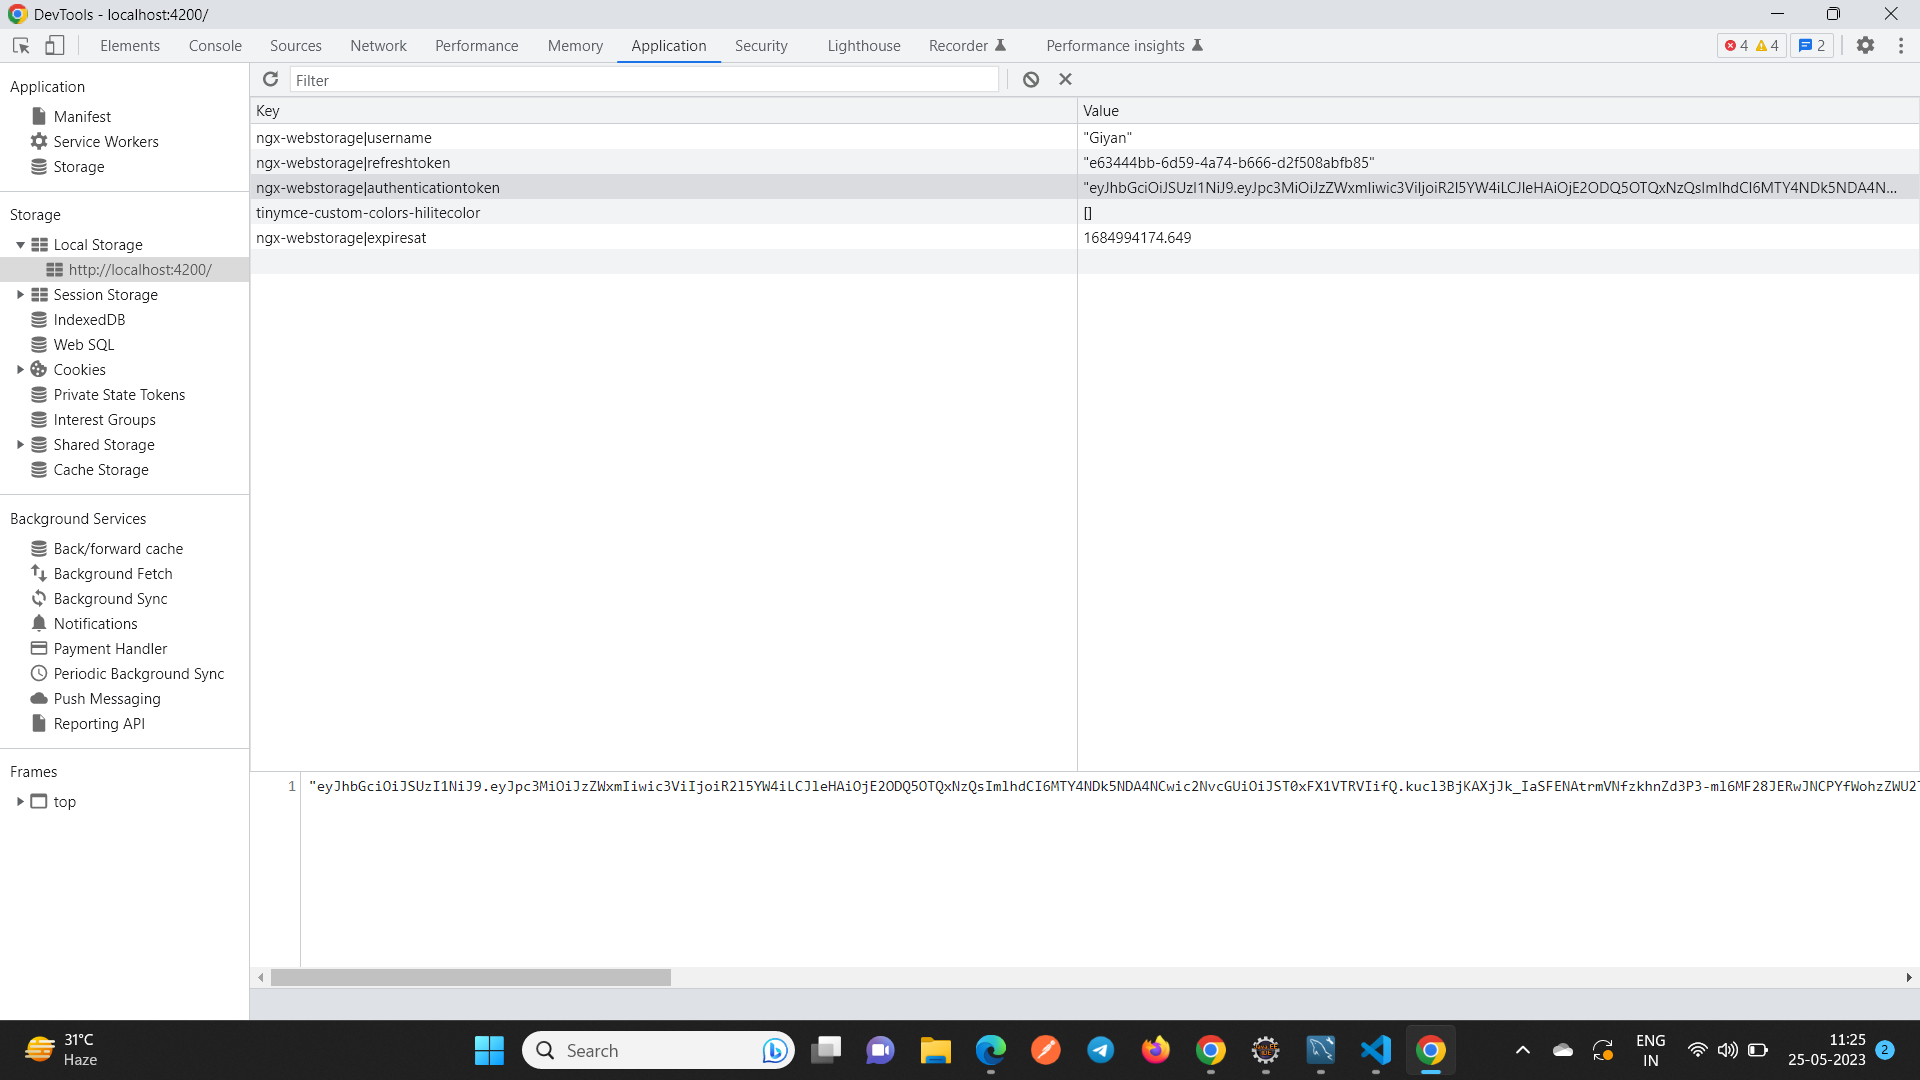 DevTools - localhost:4200/
Elements Console Sources Network Performance Memory Application Security Lighthouse Recorder Performance insights 4 4 2
Application
Manifest
Service Workers
Storage
Storage
Local Storage
http://localhost:4200/
Session Storage
IndexedDB
Web SQL
Cookies
Private State Tokens
Interest Groups
Shared Storage
Cache Storage
Background Services
Back/forward cache
Background Fetch
Background Sync
Notifications
Payment Handler
Periodic Background Sync
Push Messaging
Reporting API
Frames
top
Filter
Key Value
ngx-webstorage|username "Giyan"
ngx-webstorage|refreshtoken "e63444bb-6d59-4a74-b666-d2f508abfb85"
ngx-webstorage|authenticationtoken "eyJhbGciOiJSUzI1NiJ9.eyJpc3MiOiJzZWxmIiwic3ViIjoiR2l5YW4iLCJleHAiOjE2ODQ5OTQxNzQsImlhdCI6MTY4NDk5NDA4N...
tinymce-custom-colors-hilitecolor []
ngx-webstorage|expiresat 1684994174.649
1 "eyJhbGciOiJSUzI1NiJ9.eyJpc3MiOiJzZWxmIiwic3ViIjoiR2l5YW4iLCJleHAiOjE2ODQ5OTQxNzQsImlhdCI6MTY4NDk5NDA4NCwic2NvcGUiOiJST0xFX1VTRVIifQ.kucl3BjKAXjJk_IaSFENAtrmVNfzkhnZd3P3-ml6MF28JERwJNCPYfWohzZWU2
31°C
Haze
Search
ENG
IN
11:25
25-05-2023
2